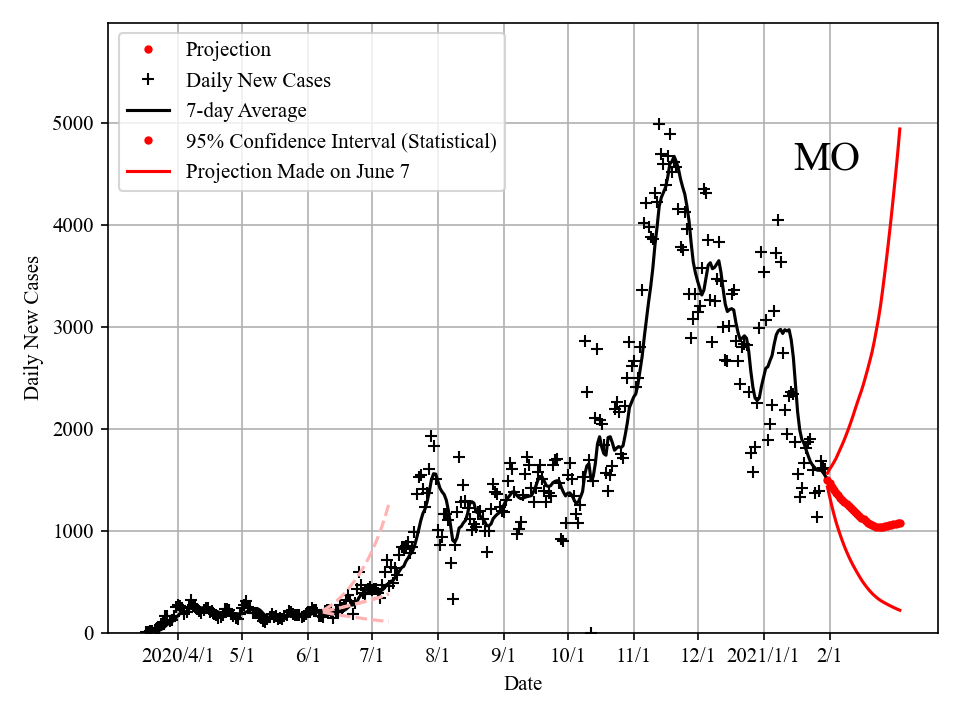 Projection
Daily New Cases
7-day Average
95% Confidence Interval (Statistical)
Projection Made on June 7
MO
Daily New Cases
5000
4000
3000
2000
1000
0
2020/4/1 5/1 6/1 7/1 8/1 9/1 10/1 11/1 12/1 2021/1/1 2/1
Date